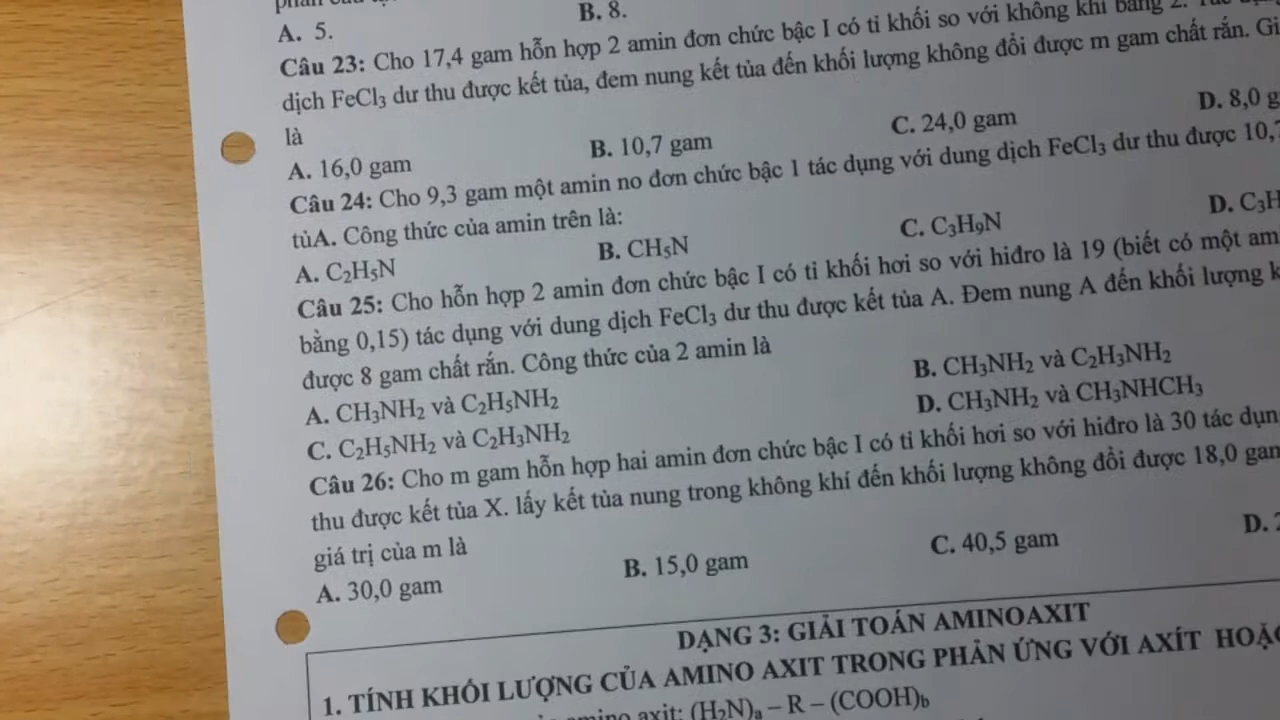 A. 5. B. 8.
Câu 23: Cho 17,4 gam hỗn hợp 2 amin đơn chức bậc I có tỉ khối so với không khí bằng 2.
dịch FeCl₃ dư thu được kết tủa, đem nung kết tủa đến khối lượng không đổi được m gam chất rắn. Gi
là
A. 16,0 gam B. 10,7 gam C. 24,0 gam D. 8,0 g
Câu 24: Cho 9,3 gam một amin no đơn chức bậc 1 tác dụng với dung dịch FeCl₃ dư thu được 10,
tủA. Công thức của amin trên là:
A. C₂H₅N B. CH₅N C. C₃H₉N D. C₃H
Câu 25: Cho hỗn hợp 2 amin đơn chức bậc I có tỉ khối hơi so với hiđro là 19 (biết có một am
bằng 0,15) tác dụng với dung dịch FeCl₃ dư thu được kết tủa A. Đem nung A đến khối lượng k
được 8 gam chất rắn. Công thức của 2 amin là
A. CH₃NH₂ và C₂H₅NH₂ B. CH₃NH₂ và C₂H₃NH₂
C. C₂H₅NH₂ và C₂H₃NH₂ D. CH₃NH₂ và CH₃NHCH₃
Câu 26: Cho m gam hỗn hợp hai amin đơn chức bậc I có tỉ khối hơi so với hiđro là 30 tác dụn
thu được kết tủa X. lấy kết tủa nung trong không khí đến khối lượng không đổi được 18,0 gam
giá trị của m là
A. 30,0 gam B. 15,0 gam C. 40,5 gam D.
DẠNG 3: GIẢI TOÁN AMINOAXIT
1. TÍNH KHỐI LƯỢNG CỦA AMINO AXIT TRONG PHẢN ỨNG VỚI AXÍT HOẶC
amino axit: (H₂N)ₐ – R – (COOH)b